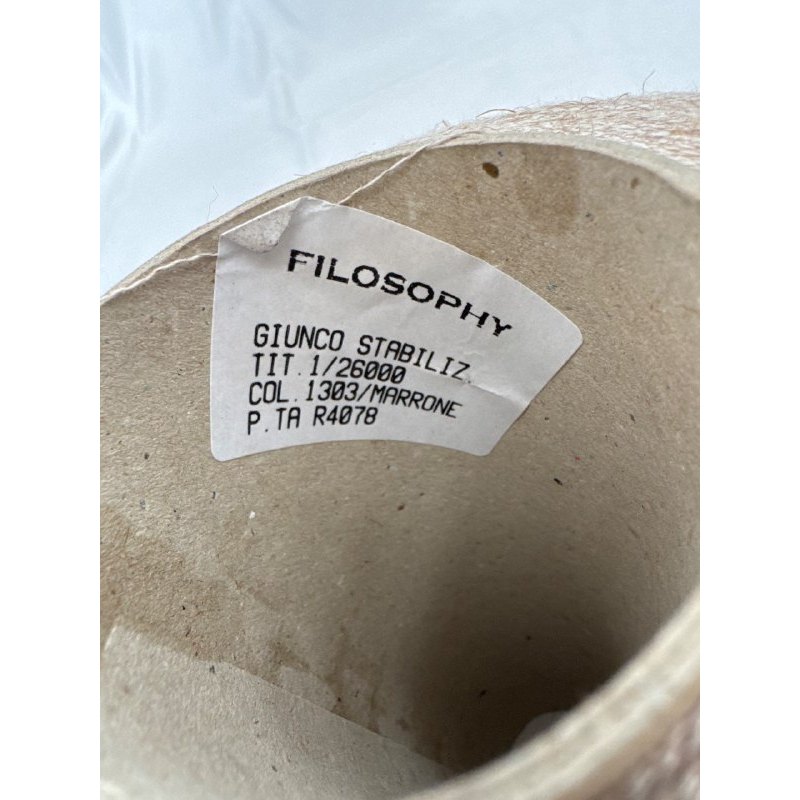 FILOSOPHY
GIUNCO STABILIZ.
TIT.1/26000
COL.1303/MARRONE
P.TA R4078